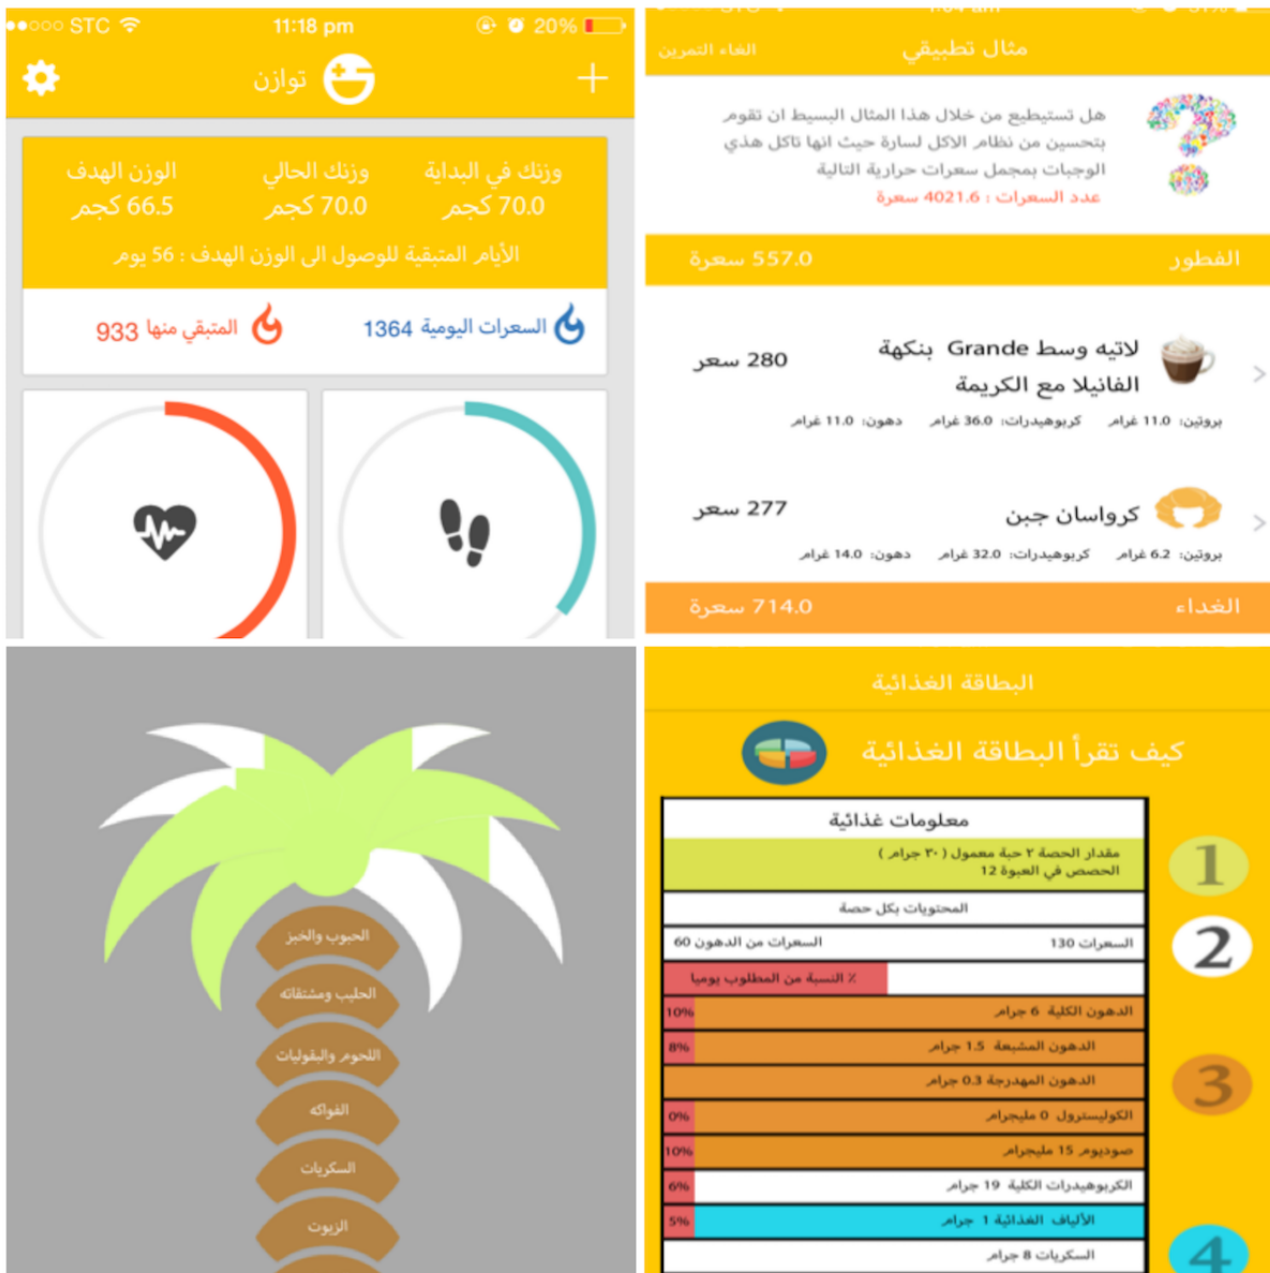 STC
11:18 pm
20%
توازن
وزنك في البداية
وزنك الحالي
الوزن الهدف
70.0 كجم
70.0 كجم
66.5 كجم
الأيام المتبقية للوصول الى الوزن الهدف : 56 يوم
السعرات اليومية 1364
المتبقي منها 933
مثال تطبيقي
الغاء التمرين
هل تستيطيع من خلال هذا المثال البسيط ان تقوم
بتحسين من نظام الاكل لسارة حيث انها تاكل هذي
الوجبات بمجمل سعرات حرارية التالية
عدد السعرات : 4021.6 سعرة
الفطور
557.0 سعرة
لاتيه وسط Grande بنكهة
الفانيلا مع الكريمة
280 سعر
بروتين: 11.0 غرام
كربوهيدرات: 36.0 غرام
دهون: 11.0 غرام
كرواسان جبن
277 سعر
بروتين: 6.2 غرام
كربوهيدرات: 32.0 غرام
دهون: 14.0 غرام
الغداء
714.0 سعرة
الحبوب والخبز
الحليب ومشتقاته
اللحوم والبقوليات
الفواكه
السكريات
الزيوت
البطاقة الغذائية
كيف تقرأ البطاقة الغذائية
معلومات غذائية
مقدار الحصة ٢ حبة معمول ( ٣٠ جرام )
الحصص في العبوة 12
المحتويات بكل حصة
السعرات 130
السعرات من الدهون 60
٪ النسبة من المطلوب يوميا
الدهون الكلية 6 جرام
10%
الدهون المشبعة 1.5 جرام
8%
الدهون المهدرجة 0.3 جرام
الكوليسترول 0 مليجرام
0%
صوديوم 15 مليجرام
10%
الكربوهيدرات الكلية 19 جرام
6%
الألياف الغذائية 1 جرام
5%
السكريات 8 جرام
1
2
3
4